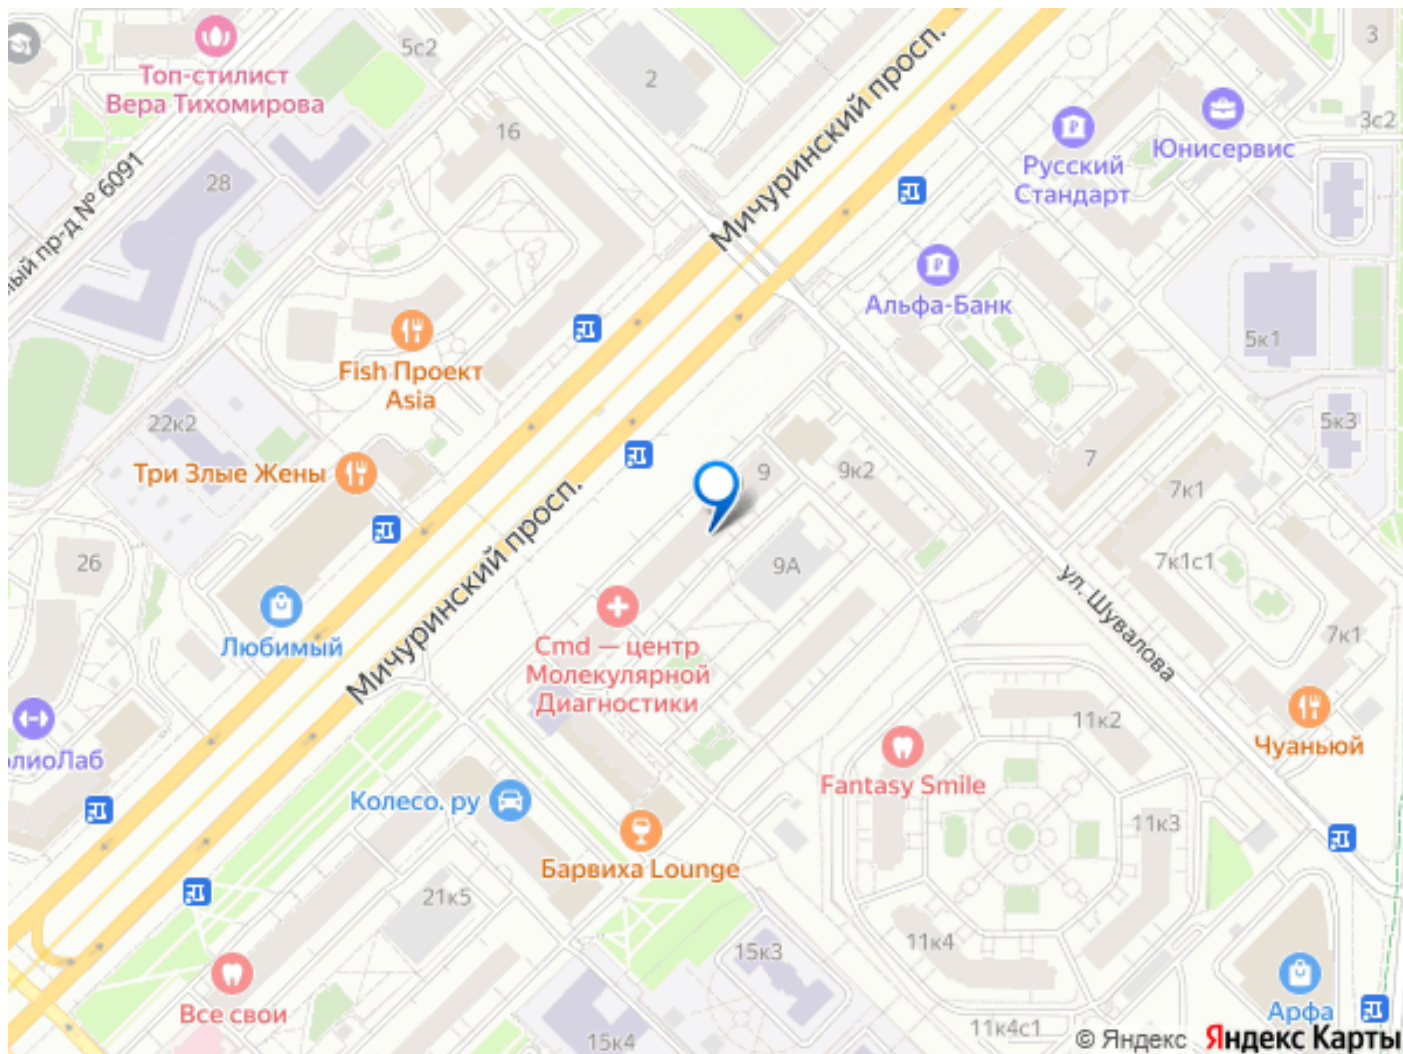 5с2
3
Топ-стилист
Вера Тихомирова
2
Мичуринский просп.
3с2
16
Юнисервис
Русский
Стандарт
28
ный пр-д № 6091
Альфа-Банк
5к1
Fish Проект
Asia
22к2
5к3
Три Злые Жены
9
9к2
7
7к1
Мичуринский просп.
26
9А
7к1с1
ул. Шувалова
Любимый
Cmd — центр
Молекулярной
Диагностики
7к1
11к2
Чуаньюй
олиоЛаб
Fantasy Smile
Колесо. ру
11к3
Барвиха Lounge
21к5
11к4
15к3
Все свои
Арфа
15к4
11к4с1
© Яндекс Яндекс Карты